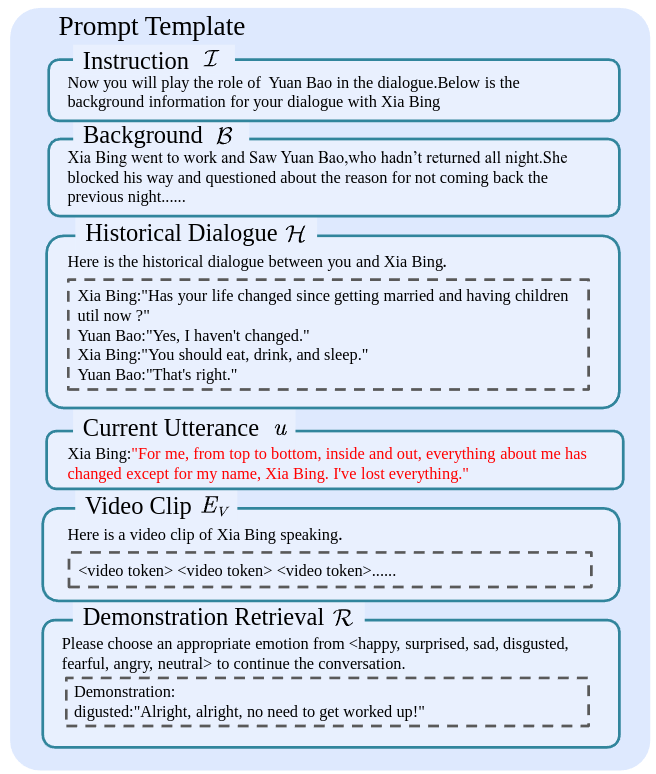 Prompt Template
Instruction ℐ
Now you will play the role of Yuan Bao in the dialogue.Below is the
background information for your dialogue with Xia Bing
Background ℬ
Xia Bing went to work and Saw Yuan Bao,who hadn't returned all night.She
blocked his way and questioned about the reason for not coming back the
previous night......
Historical Dialogue ℋ
Here is the historical dialogue between you and Xia Bing.
Xia Bing:"Has your life changed since getting married and having children
util now ?"
Yuan Bao:"Yes, I haven't changed."
Xia Bing:"You should eat, drink, and sleep."
Yuan Bao:"That's right."
Current Utterance u
Xia Bing:"For me, from top to bottom, inside and out, everything about me has
changed except for my name, Xia Bing. I've lost everything."
Video Clip E_V
Here is a video clip of Xia Bing speaking.
<video token> <video token> <video token>......
Demonstration Retrieval ℛ
Please choose an appropriate emotion from <happy, surprised, sad, disgusted,
fearful, angry, neutral> to continue the conversation.
Demonstration:
digusted:"Alright, alright, no need to get worked up!"